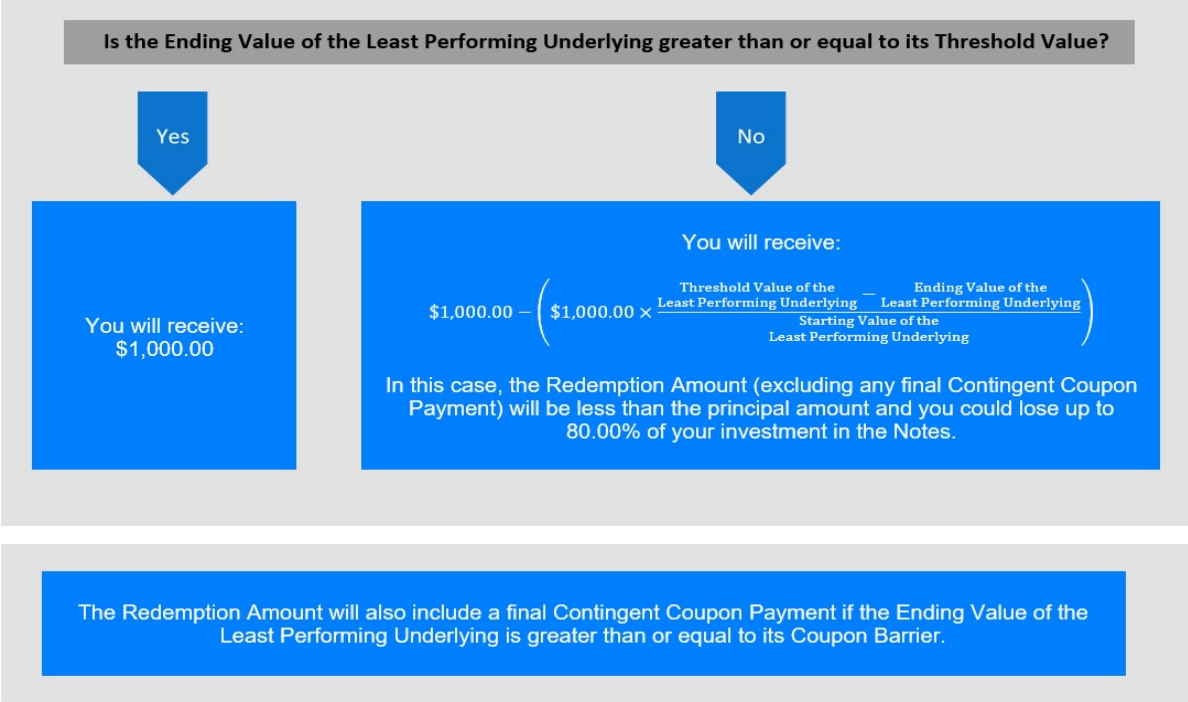 Is the Ending Value of the Least Performing Underlying greater than or equal to its Threshold Value?
Yes
No
You will receive:
$1,000.00
You will receive:
$1,000.00 − ($1,000.00 × (Threshold Value of the Least Performing Underlying − Ending Value of the Least Performing Underlying) / Starting Value of the Least Performing Underlying)
In this case, the Redemption Amount (excluding any final Contingent Coupon
Payment) will be less than the principal amount and you could lose up to
80.00% of your investment in the Notes.
The Redemption Amount will also include a final Contingent Coupon Payment if the Ending Value of the
Least Performing Underlying is greater than or equal to its Coupon Barrier.